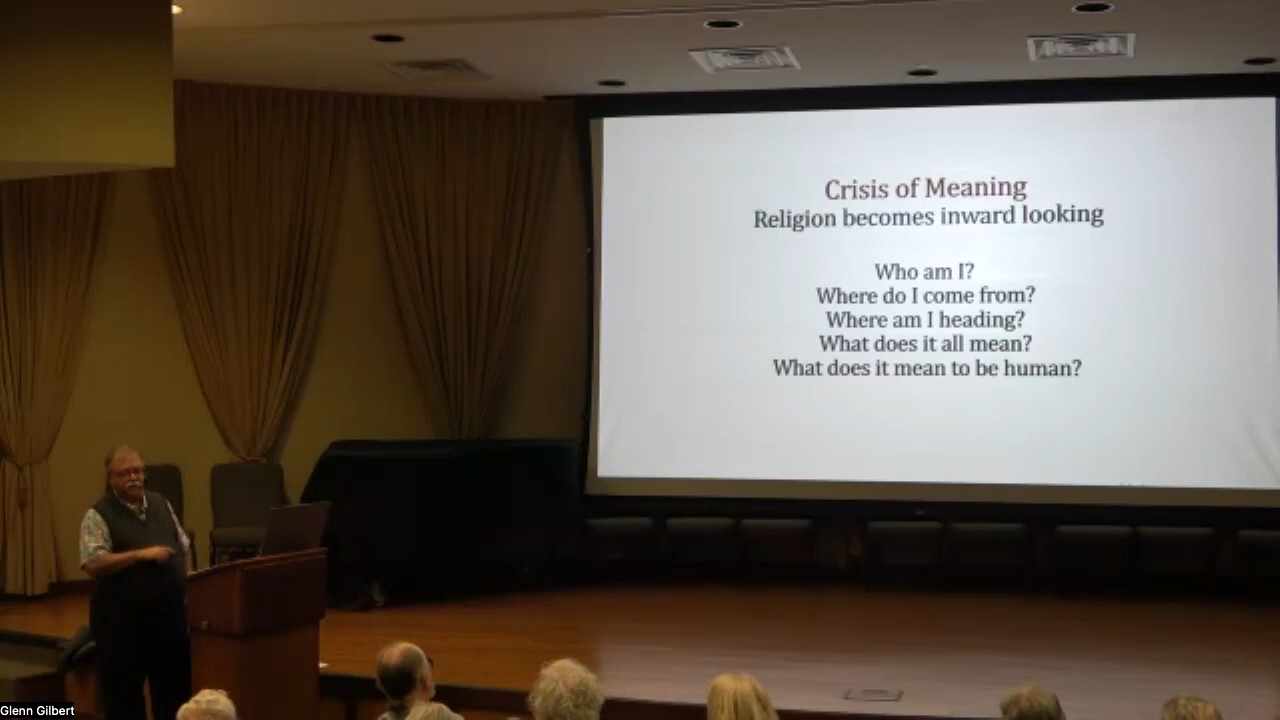 Crisis of Meaning
Religion becomes inward looking
Who am I?
Where do I come from?
Where am I heading?
What does it all mean?
What does it mean to be human?
Glenn Gilbert